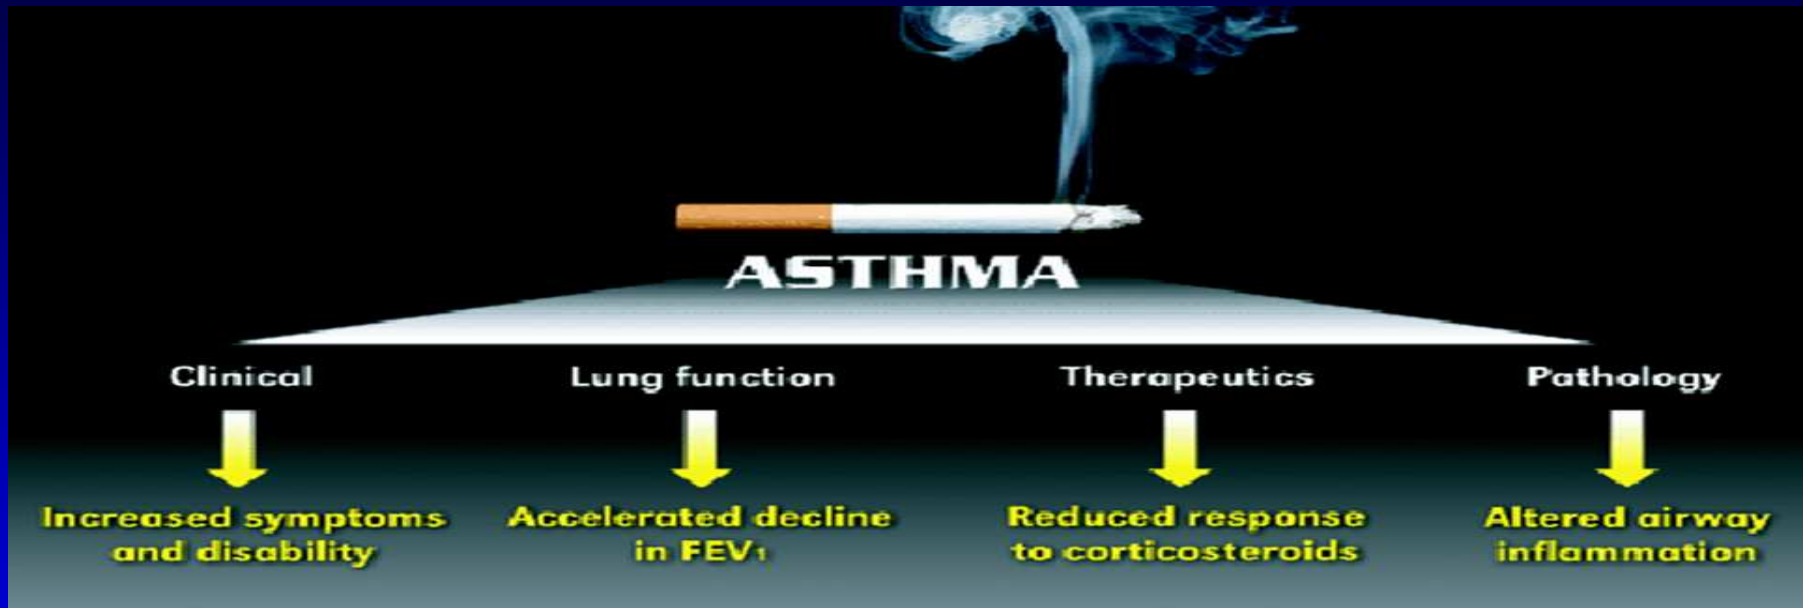 ASTHMA
Clinical
Lung function
Therapeutics
Pathology
Increased symptoms
and disability
Accelerated decline
in FEV₁
Reduced response
to corticosteroids
Altered airway
inflammation